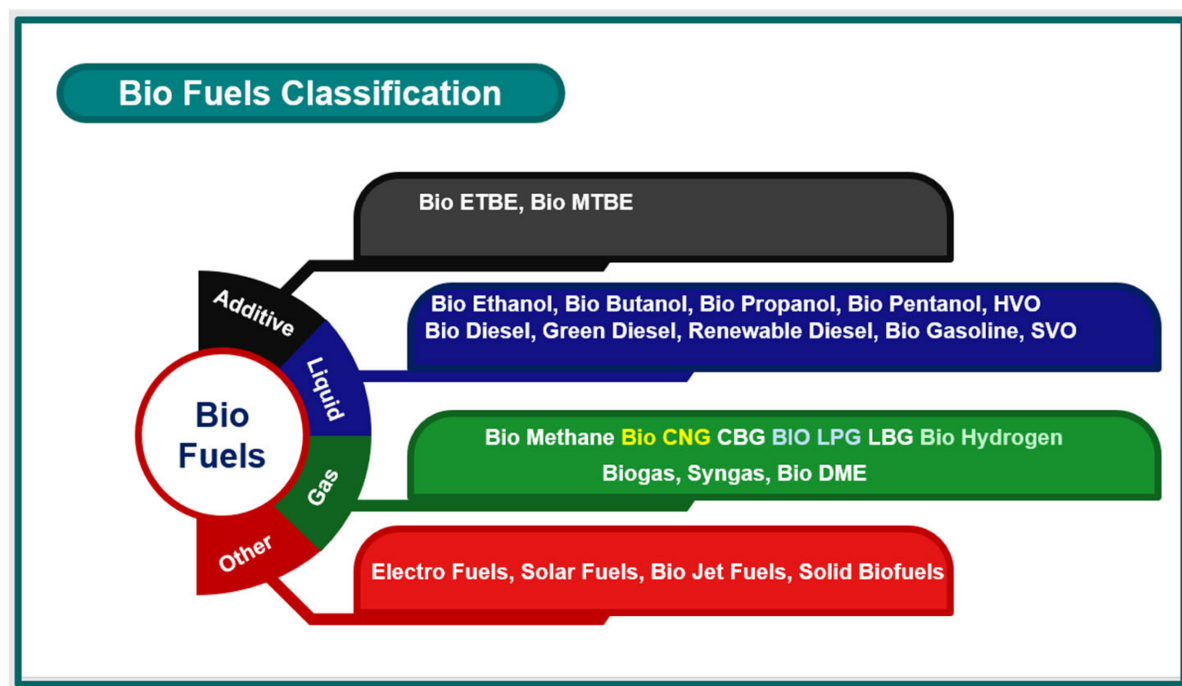 Bio Fuels Classification
Bio ETBE, Bio MTBE
Additive
Bio Ethanol, Bio Butanol, Bio Propanol, Bio Pentanol, HVO
Bio Diesel, Green Diesel, Renewable Diesel, Bio Gasoline, SVO
Liquid
Bio
Fuels
Bio Methane Bio CNG CBG BIO LPG LBG Bio Hydrogen
Biogas, Syngas, Bio DME
Gas
Other
Electro Fuels, Solar Fuels, Bio Jet Fuels, Solid Biofuels